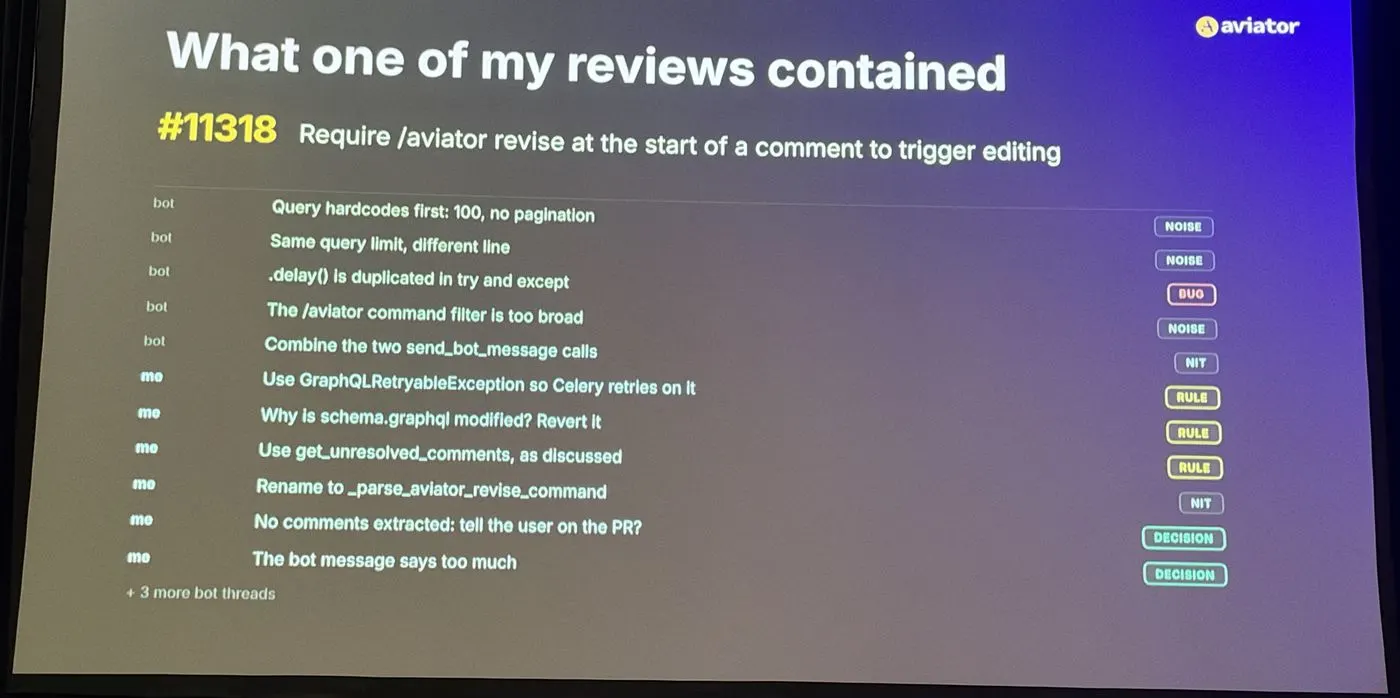 aviator
What one of my reviews contained
#11318 Require /aviator revise at the start of a comment to trigger editing
bot Query hardcodes first: 100, no pagination NOISE
bot Same query limit, different line NOISE
bot .delay() is duplicated in try and except BUG
bot The /aviator command filter is too broad NOISE
bot Combine the two send_bot_message calls NIT
me Use GraphQLRetryableException so Celery retries on it RULE
me Why is schema.graphql modified? Revert it RULE
me Use get_unresolved_comments, as discussed RULE
me Rename to _parse_aviator_revise_command NIT
me No comments extracted: tell the user on the PR? DECISION
me The bot message says too much DECISION
+ 3 more bot threads